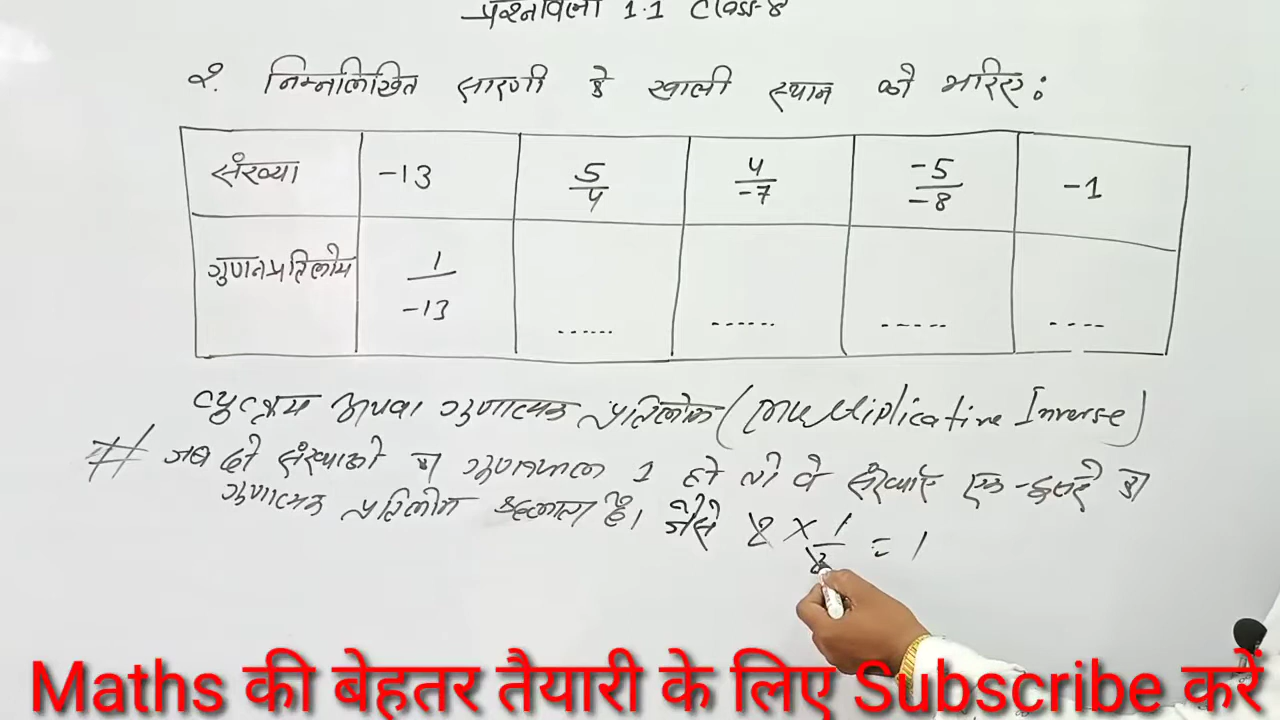 प्रश्नावली 1.1 Class-8
2. निम्नलिखित सारणी के खाली स्थान को भरिए:
संख्या -13 5/4 4/-7 -5/-8 -1
गुणनप्रतिलोम 1/-13 ...... ...... ...... ....
व्युत्क्रम अथवा गुणात्मक प्रतिलोम (Multiplicative Inverse)
# जब दो संख्याओं का गुणनफल 1 हो तो वे संख्याएँ एक-दूसरे का
गुणात्मक प्रतिलोम कहलाता है। जैसे 2 × 1/2 = 1
Maths की बेहतर तैयारी के लिए Subscribe करें